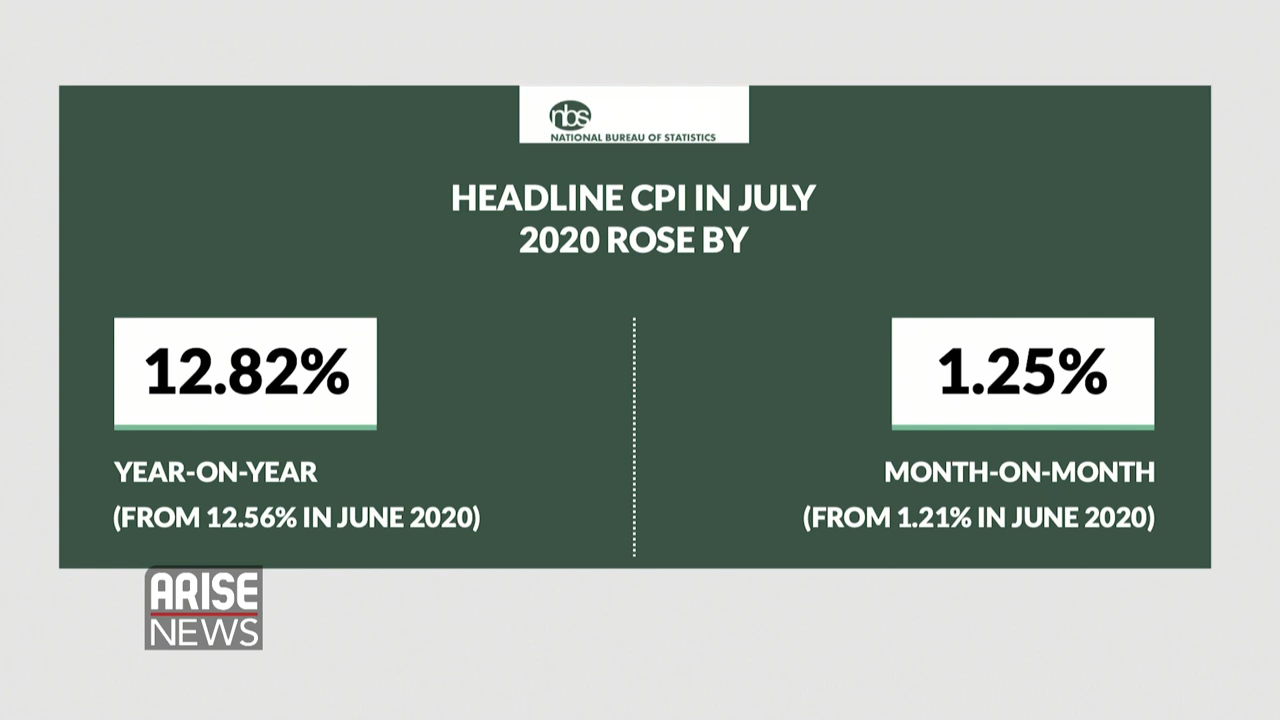 nbs
NATIONAL BUREAU OF STATISTICS
HEADLINE CPI IN JULY
2020 ROSE BY
12.82%
YEAR-ON-YEAR
(FROM 12.56% IN JUNE 2020)
1.25%
MONTH-ON-MONTH
(FROM 1.21% IN JUNE 2020)
ARISE
NEWS